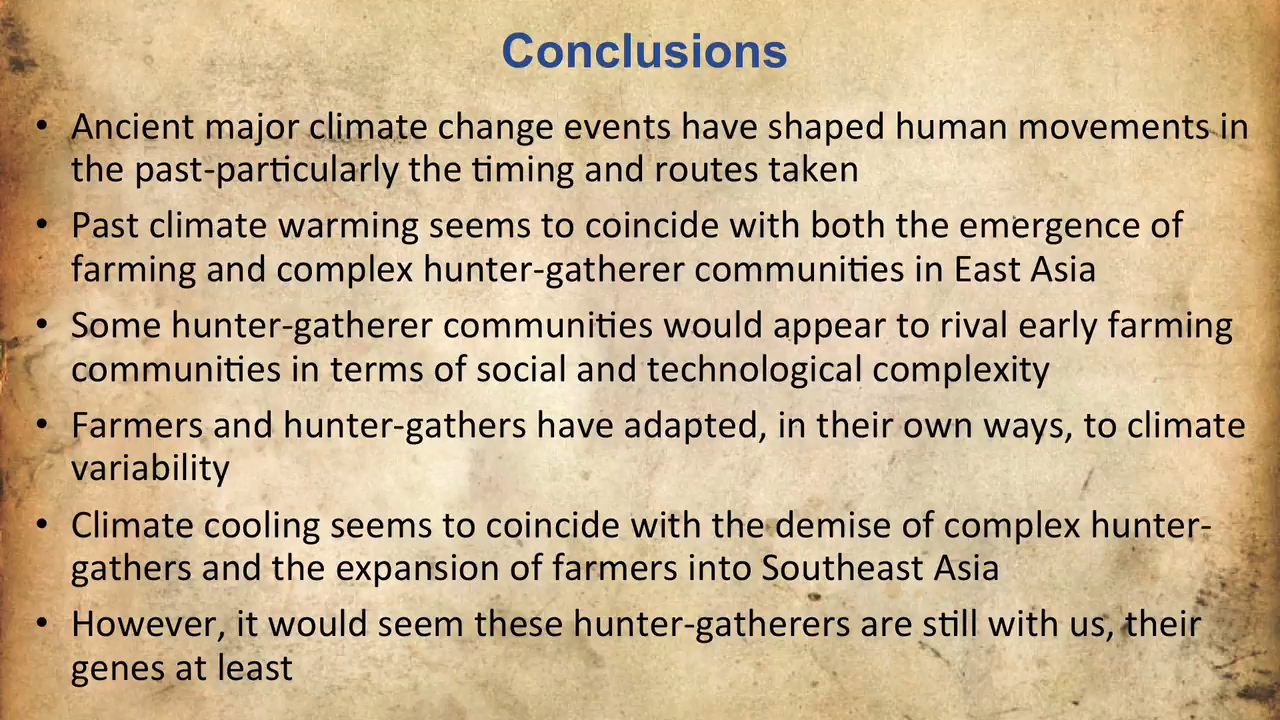 Conclusions
• Ancient major climate change events have shaped human movements in
the past-particularly the timing and routes taken
• Past climate warming seems to coincide with both the emergence of
farming and complex hunter-gatherer communities in East Asia
• Some hunter-gatherer communities would appear to rival early farming
communities in terms of social and technological complexity
• Farmers and hunter-gathers have adapted, in their own ways, to climate
variability
• Climate cooling seems to coincide with the demise of complex hunter-
gathers and the expansion of farmers into Southeast Asia
• However, it would seem these hunter-gatherers are still with us, their
genes at least